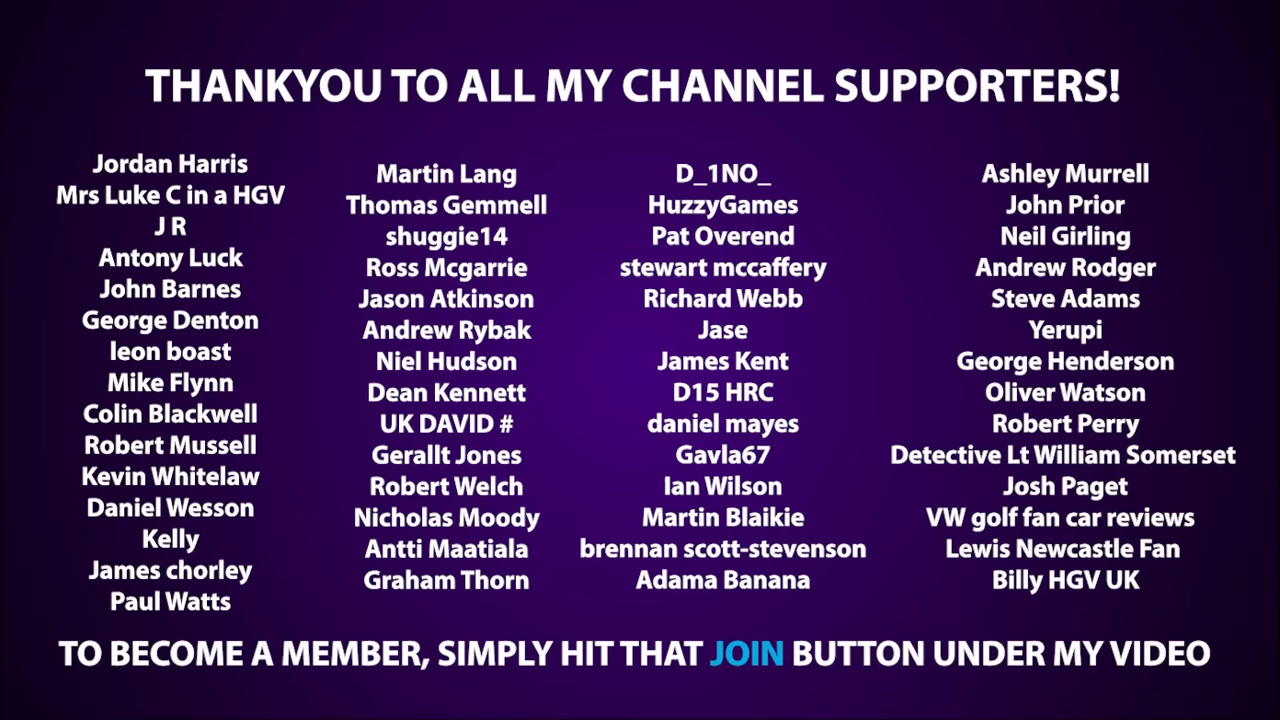 THANKYOU TO ALL MY CHANNEL SUPPORTERS!
Jordan Harris
Mrs Luke C in a HGV
J R
Antony Luck
John Barnes
George Denton
leon boast
Mike Flynn
Colin Blackwell
Robert Mussell
Kevin Whitelaw
Daniel Wesson
Kelly
James chorley
Paul Watts
Martin Lang
Thomas Gemmell
shuggie14
Ross Mcgarrie
Jason Atkinson
Andrew Rybak
Niel Hudson
Dean Kennett
UK DAVID #
Gerallt Jones
Robert Welch
Nicholas Moody
Antti Maatiala
Graham Thorn
D_1NO_
HuzzyGames
Pat Overend
stewart mccaffery
Richard Webb
Jase
James Kent
D15 HRC
daniel mayes
Gavla67
Ian Wilson
Martin Blaikie
brennan scott-stevenson
Adama Banana
Ashley Murrell
John Prior
Neil Girling
Andrew Rodger
Steve Adams
Yerupi
George Henderson
Oliver Watson
Robert Perry
Detective Lt William Somerset
Josh Paget
VW golf fan car reviews
Lewis Newcastle Fan
Billy HGV UK
TO BECOME A MEMBER, SIMPLY HIT THAT JOIN BUTTON UNDER MY VIDEO